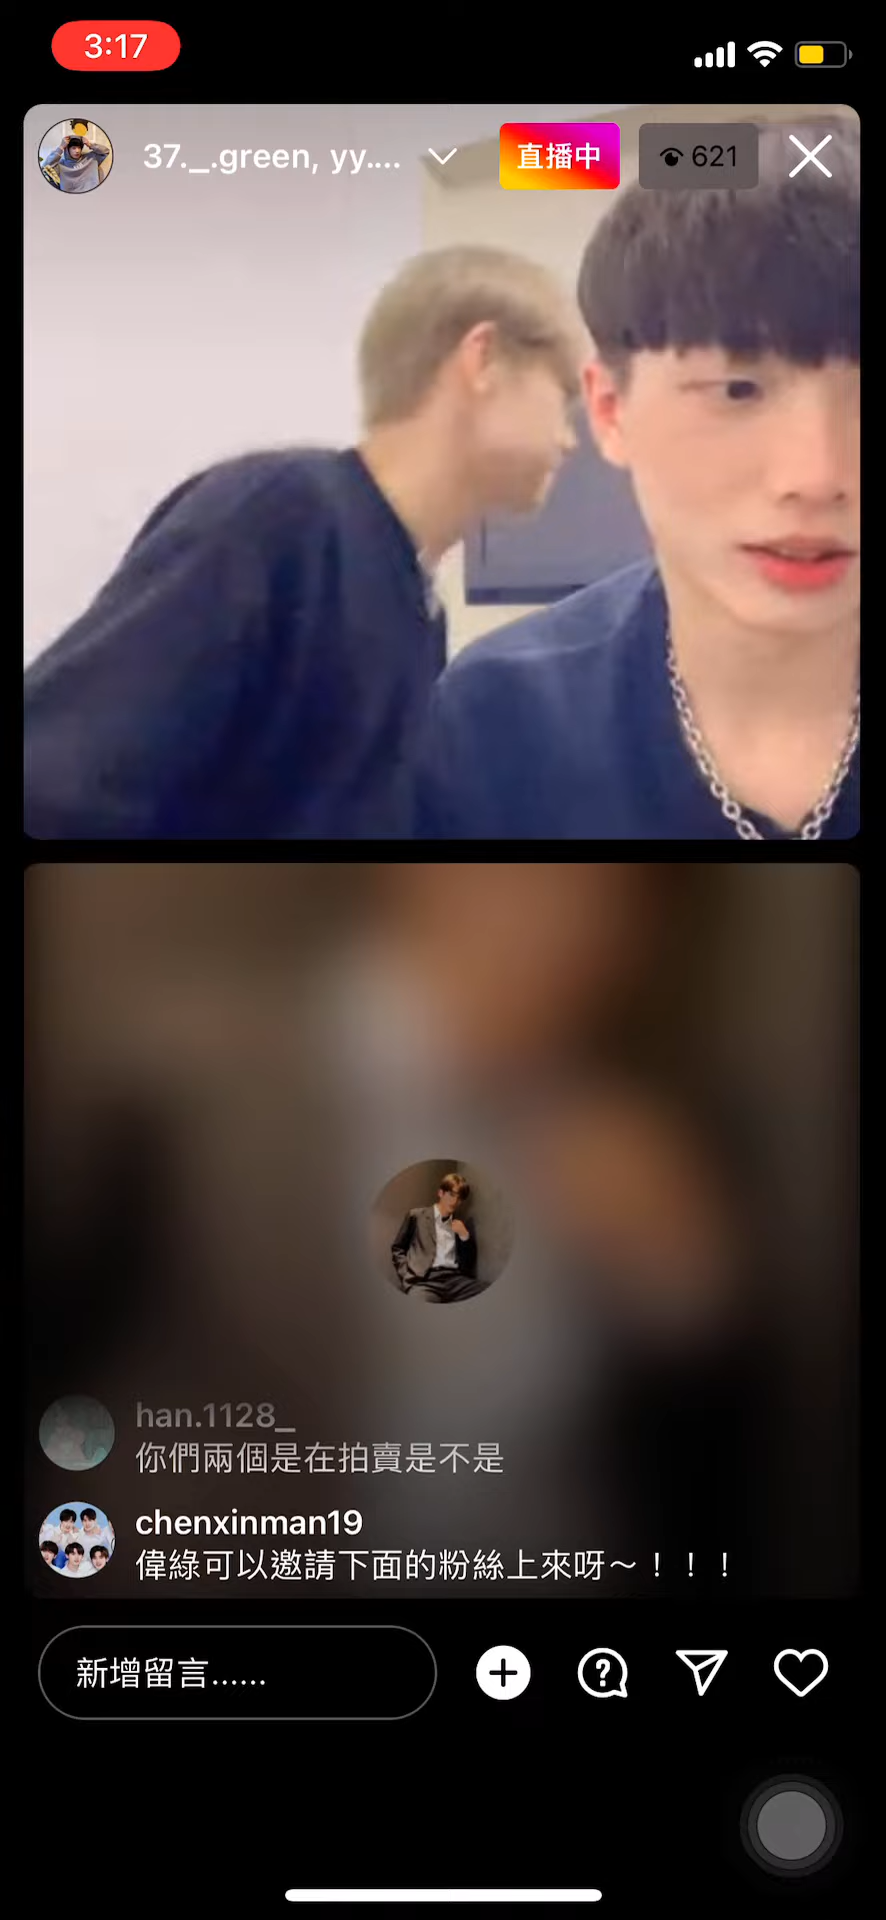 3:17
37._.green, yy....
直播中
621
han.1128_
你們兩個是在拍賣是不是
chenxinman19
偉綠可以邀請下面的粉絲上來呀～！！！
新增留言......